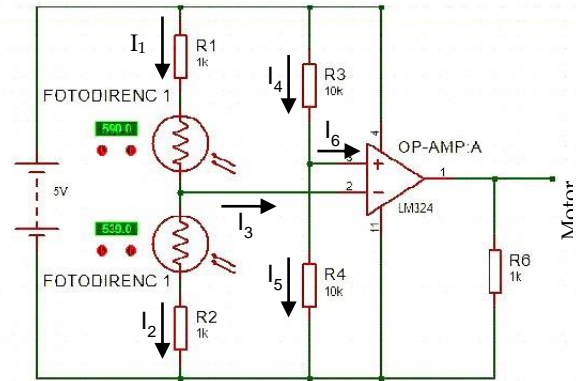 I1
R1
1k
FOTODIRENC 1
590.0
I4
R3
10k
I6
4
OP-AMP:A
3
1
2
LM324
11
5V
I3
530.0
FOTODIRENC 1
I2
R2
1k
I5
R4
10k
R6
1k
Motor